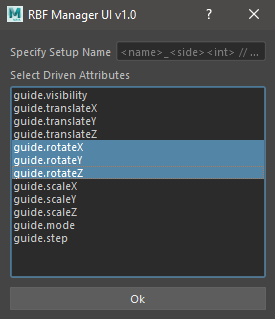 RBF Manager UI v1.0
Specify Setup Name <name>_<side><int> // ...
Select Driven Attributes
guide.visibility
guide.translateX
guide.translateY
guide.translateZ
guide.rotateX
guide.rotateY
guide.rotateZ
guide.scaleX
guide.scaleY
guide.scaleZ
guide.mode
guide.step
Ok